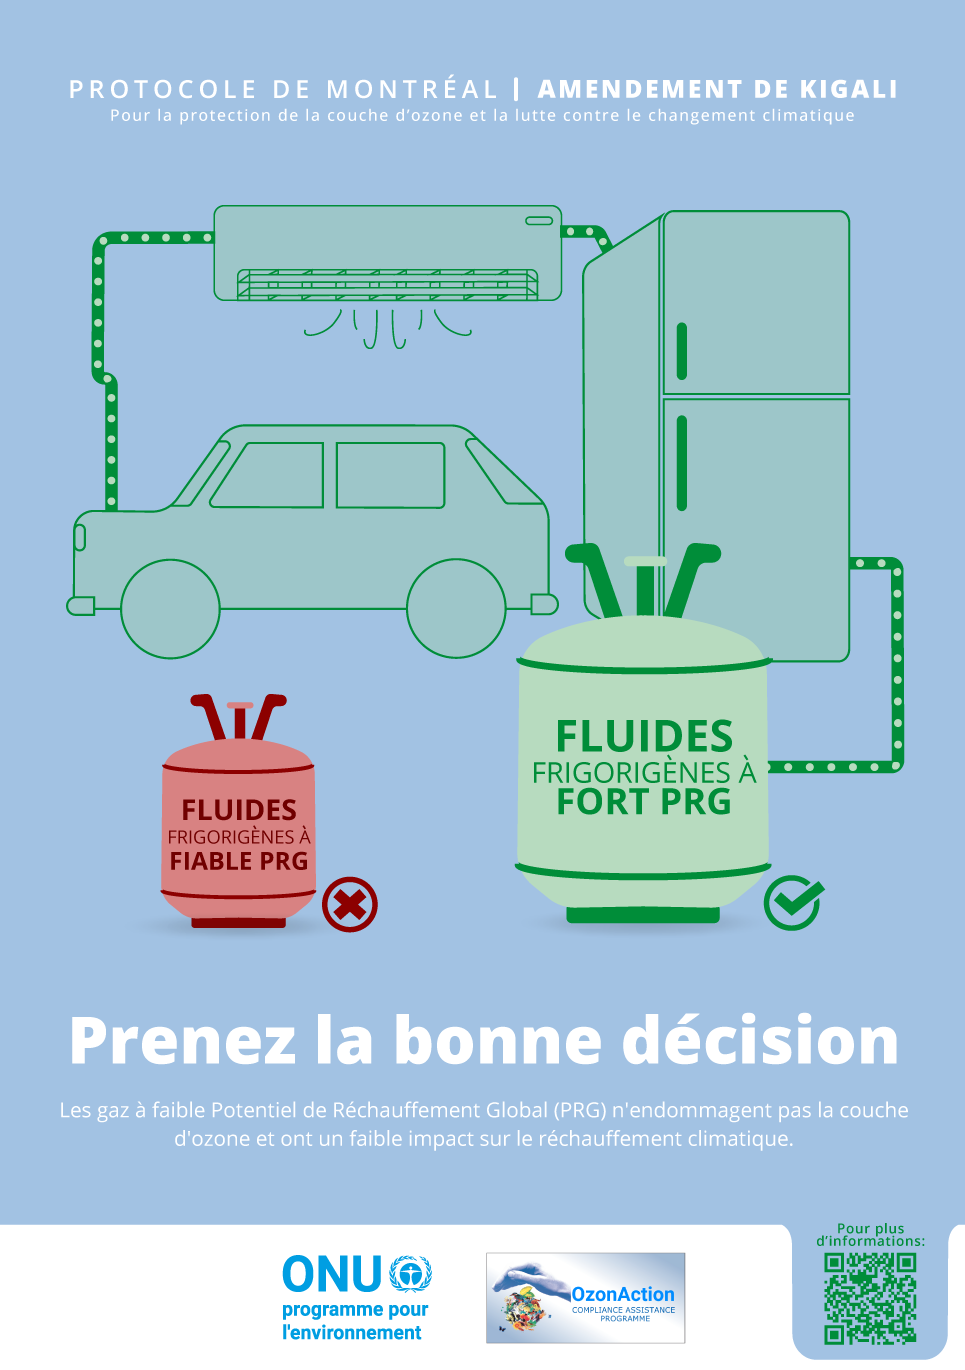 PROTOCOLE DE MONTRÉAL | AMENDEMENT DE KIGALI
Pour la protection de la couche d'ozone et la lutte contre le changement climatique
FLUIDES
FRIGORIGÈNES À
FORT PRG
FLUIDES
FRIGORIGÈNES À
FIABLE PRG
Prenez la bonne décision
Les gaz à faible Potentiel de Réchauffement Global (PRG) n'endommagent pas la couche
d'ozone et ont un faible impact sur le réchauffement climatique.
Pour plus
d'informations:
ONU
programme pour
l'environnement
OzonAction
COMPLIANCE ASSISTANCE
PROGRAMME